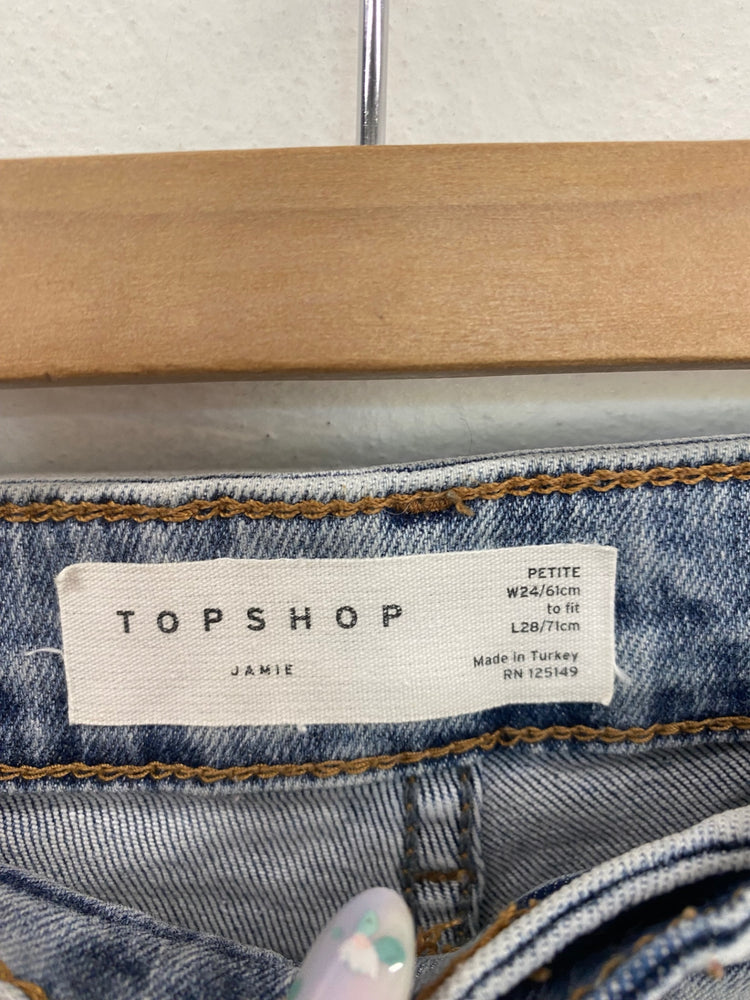 TOPSHOP
JAMIE
PETITE
W24/61cm
to fit
L28/71cm
Made in Turkey
RN 125149